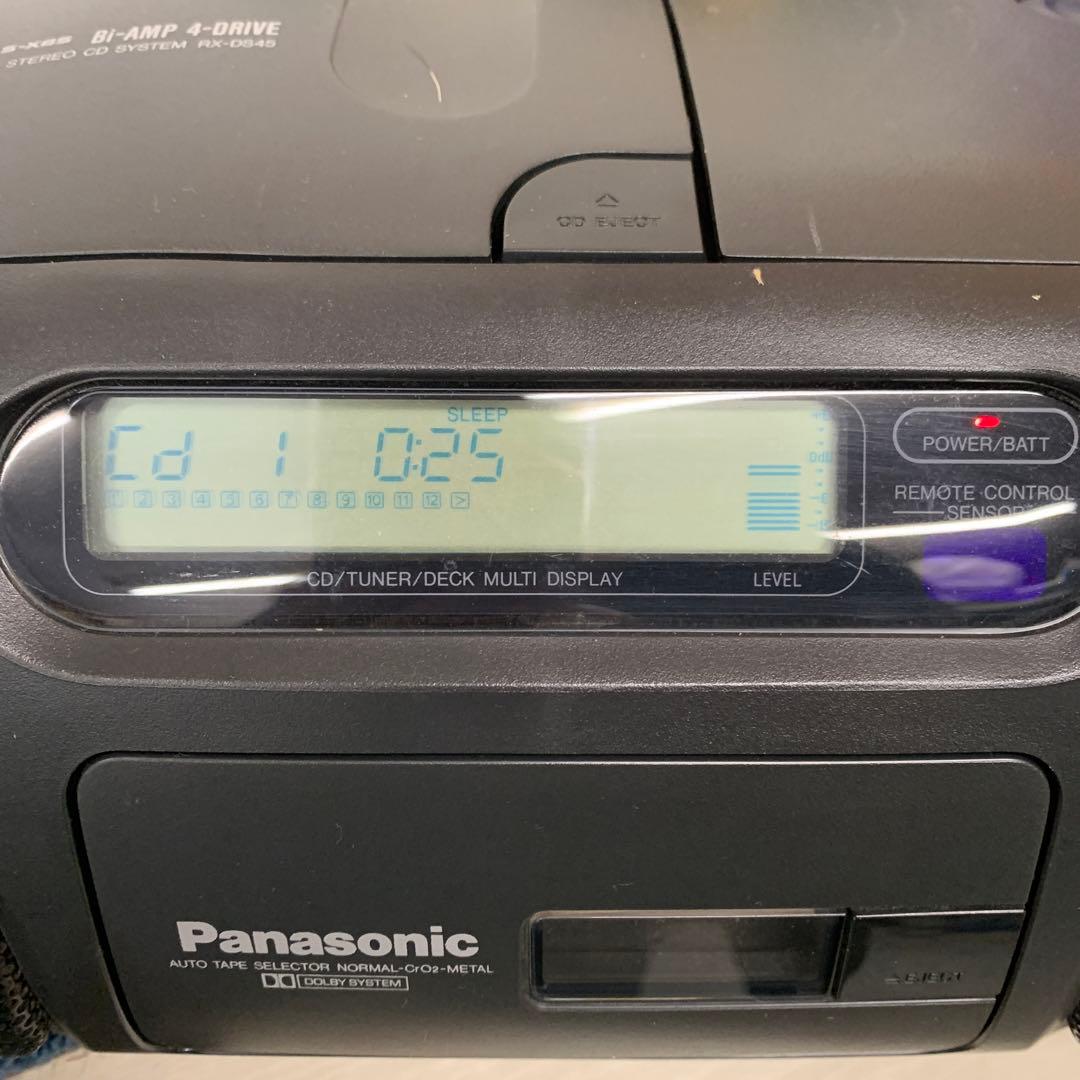 S-XBS Bi-AMP 4-DRIVE
STEREO CD SYSTEM RX-DS45
CD EJECT
SLEEP
Cd 1 0:25
1 2 3 4 5 6 7 8 9 10 11 12 >
0dB
POWER/BATT
REMOTE CONTROL
SENSOR
CD/TUNER/DECK MULTI DISPLAY LEVEL
Panasonic
AUTO TAPE SELECTOR NORMAL-CrO2-METAL
DOLBY SYSTEM
EJECT